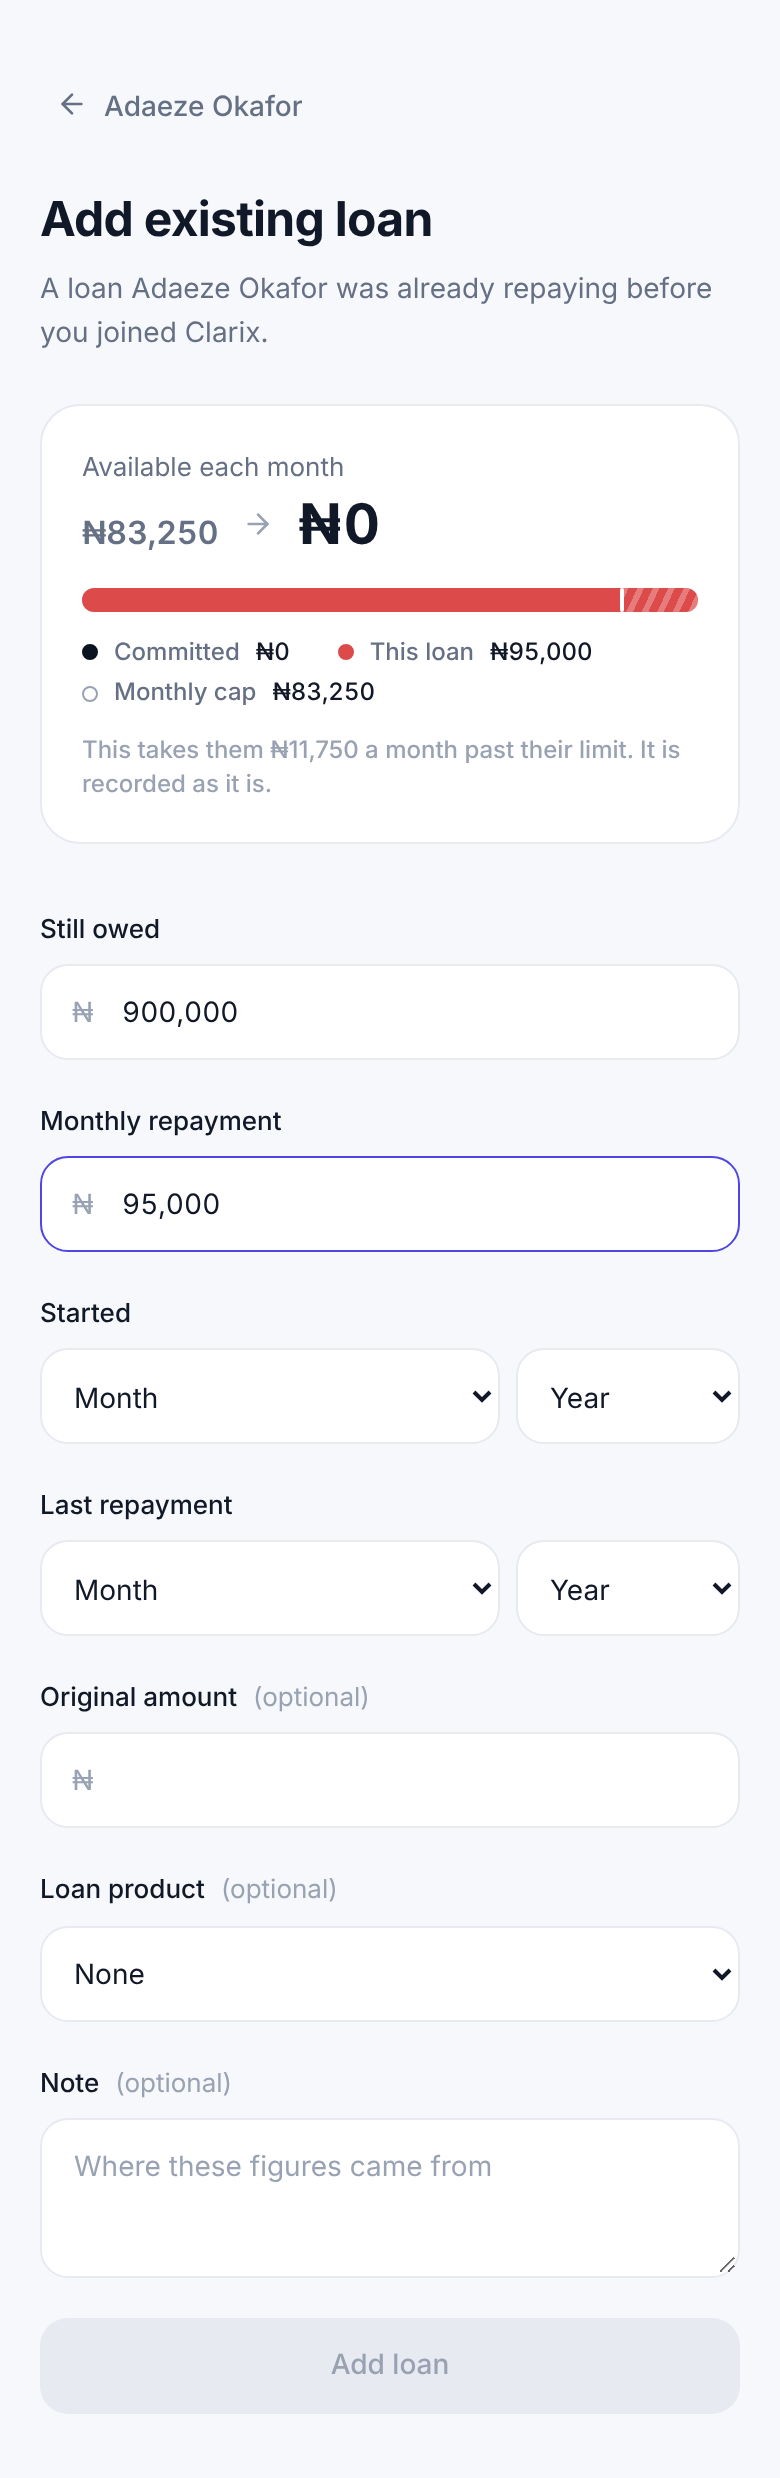 Adaeze Okafor
Add existing loan
A loan Adaeze Okafor was already repaying before
you joined Clarix.
Available each month
₦83,250 → ₦0
Committed ₦0 This loan ₦95,000
Monthly cap ₦83,250
This takes them ₦11,750 a month past their limit. It is
recorded as it is.
Still owed
₦ 900,000
Monthly repayment
₦ 95,000
Started
Month Year
Last repayment
Month Year
Original amount (optional)
₦
Loan product (optional)
None
Note (optional)
Where these figures came from
Add loan